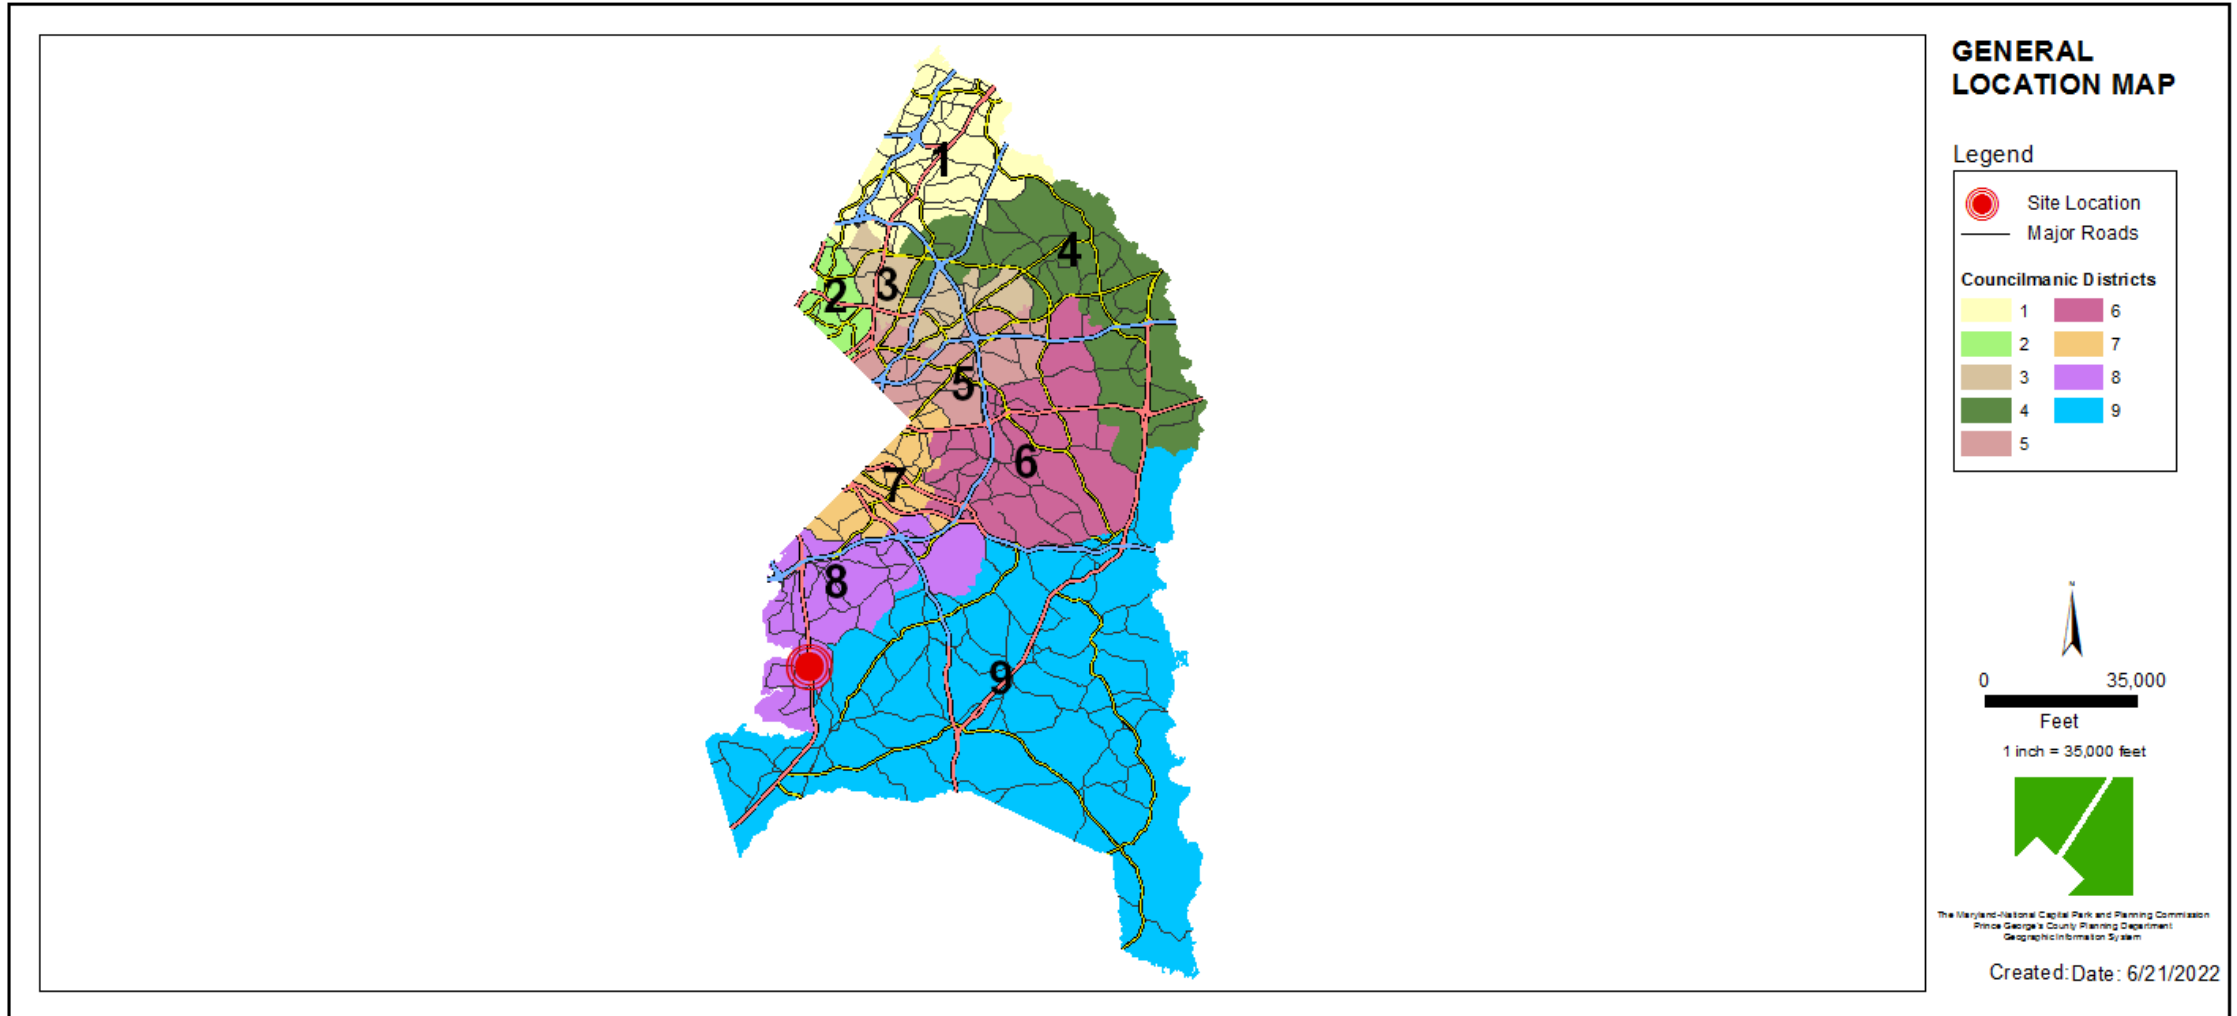 GENERAL
LOCATION MAP
Legend
Site Location
Major Roads
Councilmanic Districts
1 6
2 7
3 8
4 9
5
1
4
3
2
5
6
7
8
9
N
0 35,000
Feet
1 inch = 35,000 feet
The Maryland-National Capital Park and Planning Commission
Prince George's County Planning Department
Geographic Information System
Created: Date: 6/21/2022